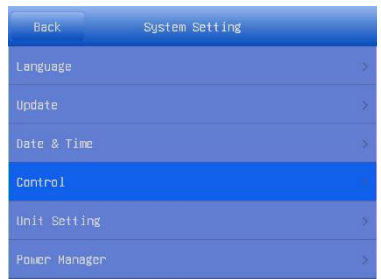 Back
System Setting
Language
Update
Date & Time
Control
Unit Setting
Power Manager